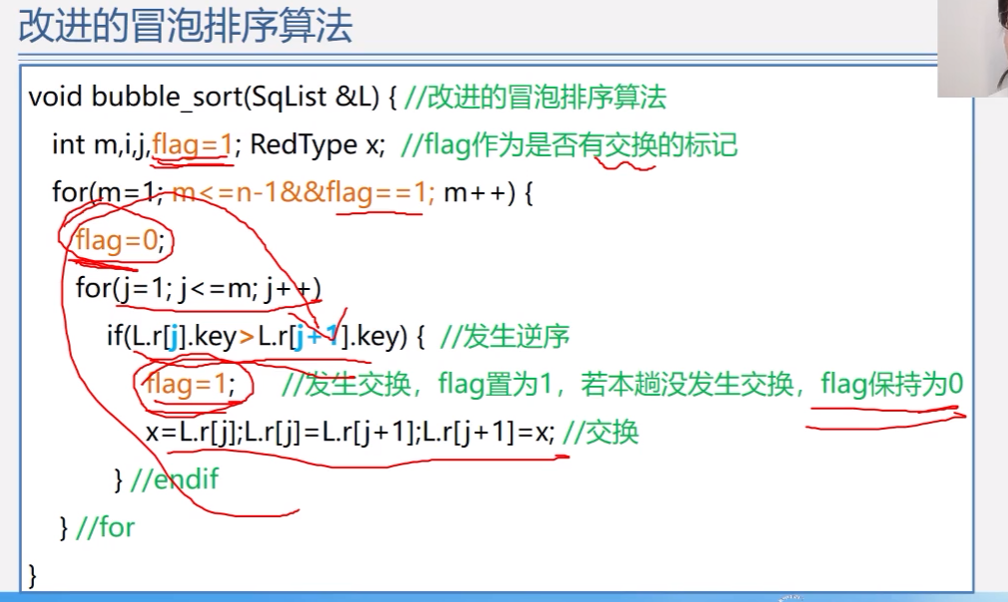 改进的冒泡排序算法
void bubble_sort(SqList &L) { //改进的冒泡排序算法
int m,i,j,flag=1; RedType x; //flag作为是否有交换的标记
for(m=1; m<=n-1&&flag==1; m++) {
flag=0;
for(j=1; j<=m; j++)
if(L.r[j].key>L.r[j+1].key) { //发生逆序
flag=1; //发生交换，flag置为1，若本趟没发生交换，flag保持为0
x=L.r[j];L.r[j]=L.r[j+1];L.r[j+1]=x; //交换
} //endif
} //for
}